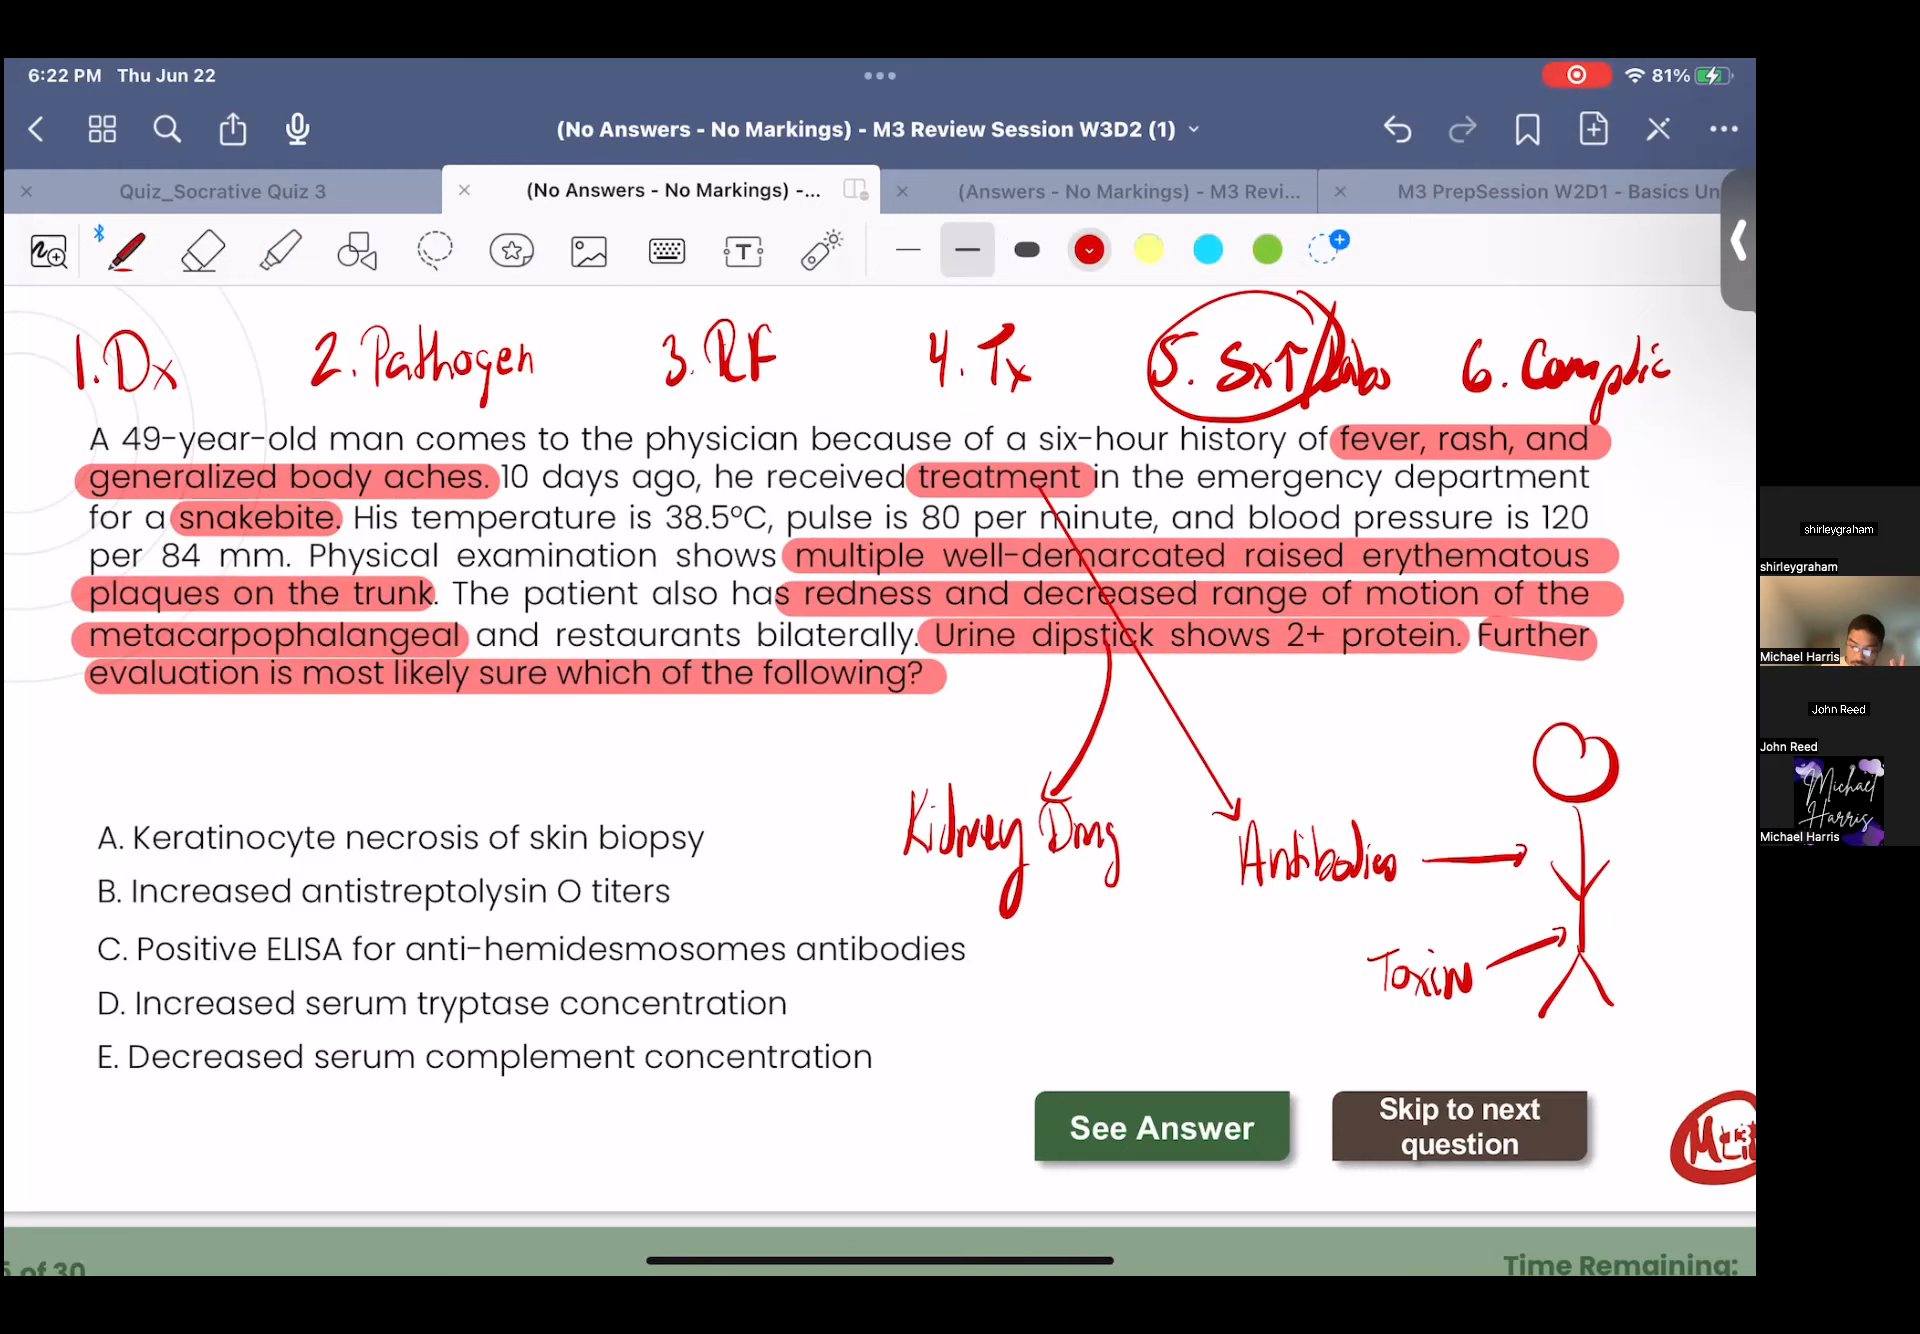 6:22 PM Thu Jun 22
81%
(No Answers - No Markings) - M3 Review Session W3D2 (1)
Quiz_Socrative Quiz 3
(No Answers - No Markings) -...
(Answers - No Markings) - M3 Revi...
M3 PrepSession W2D1 - Basics Un
T
1. Dx 2. Pathogen 3. RF 4. Tx 5. Sx↑/Labs 6. Complic
A 49-year-old man comes to the physician because of a six-hour history of fever, rash, and
generalized body aches. 10 days ago, he received treatment in the emergency department
for a snakebite. His temperature is 38.5ºC, pulse is 80 per minute, and blood pressure is 120
per 84 mm. Physical examination shows multiple well-demarcated raised erythematous
plaques on the trunk. The patient also has redness and decreased range of motion of the
metacarpophalangeal and restaurants bilaterally. Urine dipstick shows 2+ protein. Further
evaluation is most likely sure which of the following?
Kidney Dmg
Antibodies
Toxin
A. Keratinocyte necrosis of skin biopsy
B. Increased antistreptolysin O titers
C. Positive ELISA for anti-hemidesmosomes antibodies
D. Increased serum tryptase concentration
E. Decreased serum complement concentration
See Answer
Skip to next
question
of 30
Time Remaining:
shirleygraham
shirleygraham
Michael Harris
John Reed
John Reed
Michael
Harris
Michael Harris